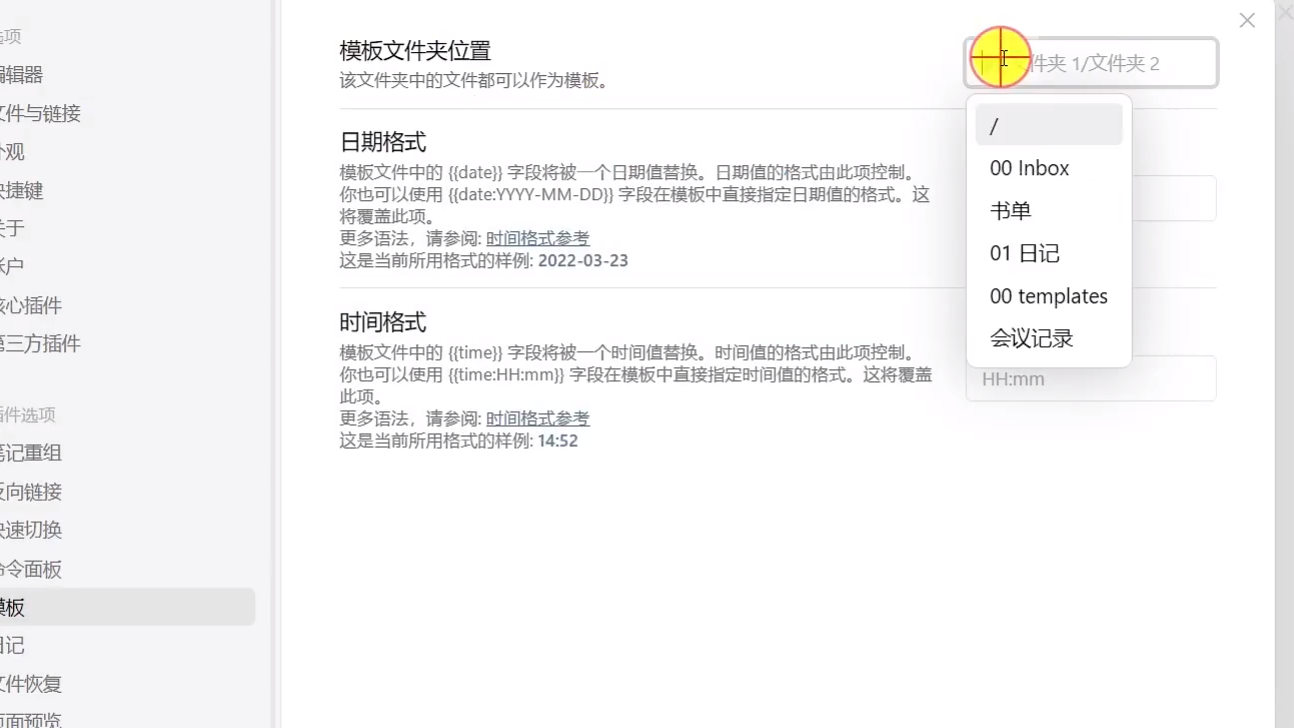 选项
编辑器
文件与链接
外观
快捷键
关于
账户
核心插件
第三方插件
插件选项
笔记重组
反向链接
快速切换
命令面板
模板
日记
文件恢复
页面预览
模板文件夹位置
该文件夹中的文件都可以作为模板。
件夹 1/文件夹 2
/
00 Inbox
书单
01 日记
00 templates
会议记录
日期格式
模板文件中的 {{date}} 字段将被一个日期值替换。日期值的格式由此项控制。
你也可以使用 {{date:YYYY-MM-DD}} 字段在模板中直接指定日期值的格式。这
将覆盖此项。
更多语法，请参阅: 时间格式参考
这是当前所用格式的样例: 2022-03-23
时间格式
模板文件中的 {{time}} 字段将被一个时间值替换。时间值的格式由此项控制。
你也可以使用 {{time:HH:mm}} 字段在模板中直接指定时间值的格式。这将覆盖
此项。
更多语法，请参阅: 时间格式参考
这是当前所用格式的样例: 14:52
HH:mm